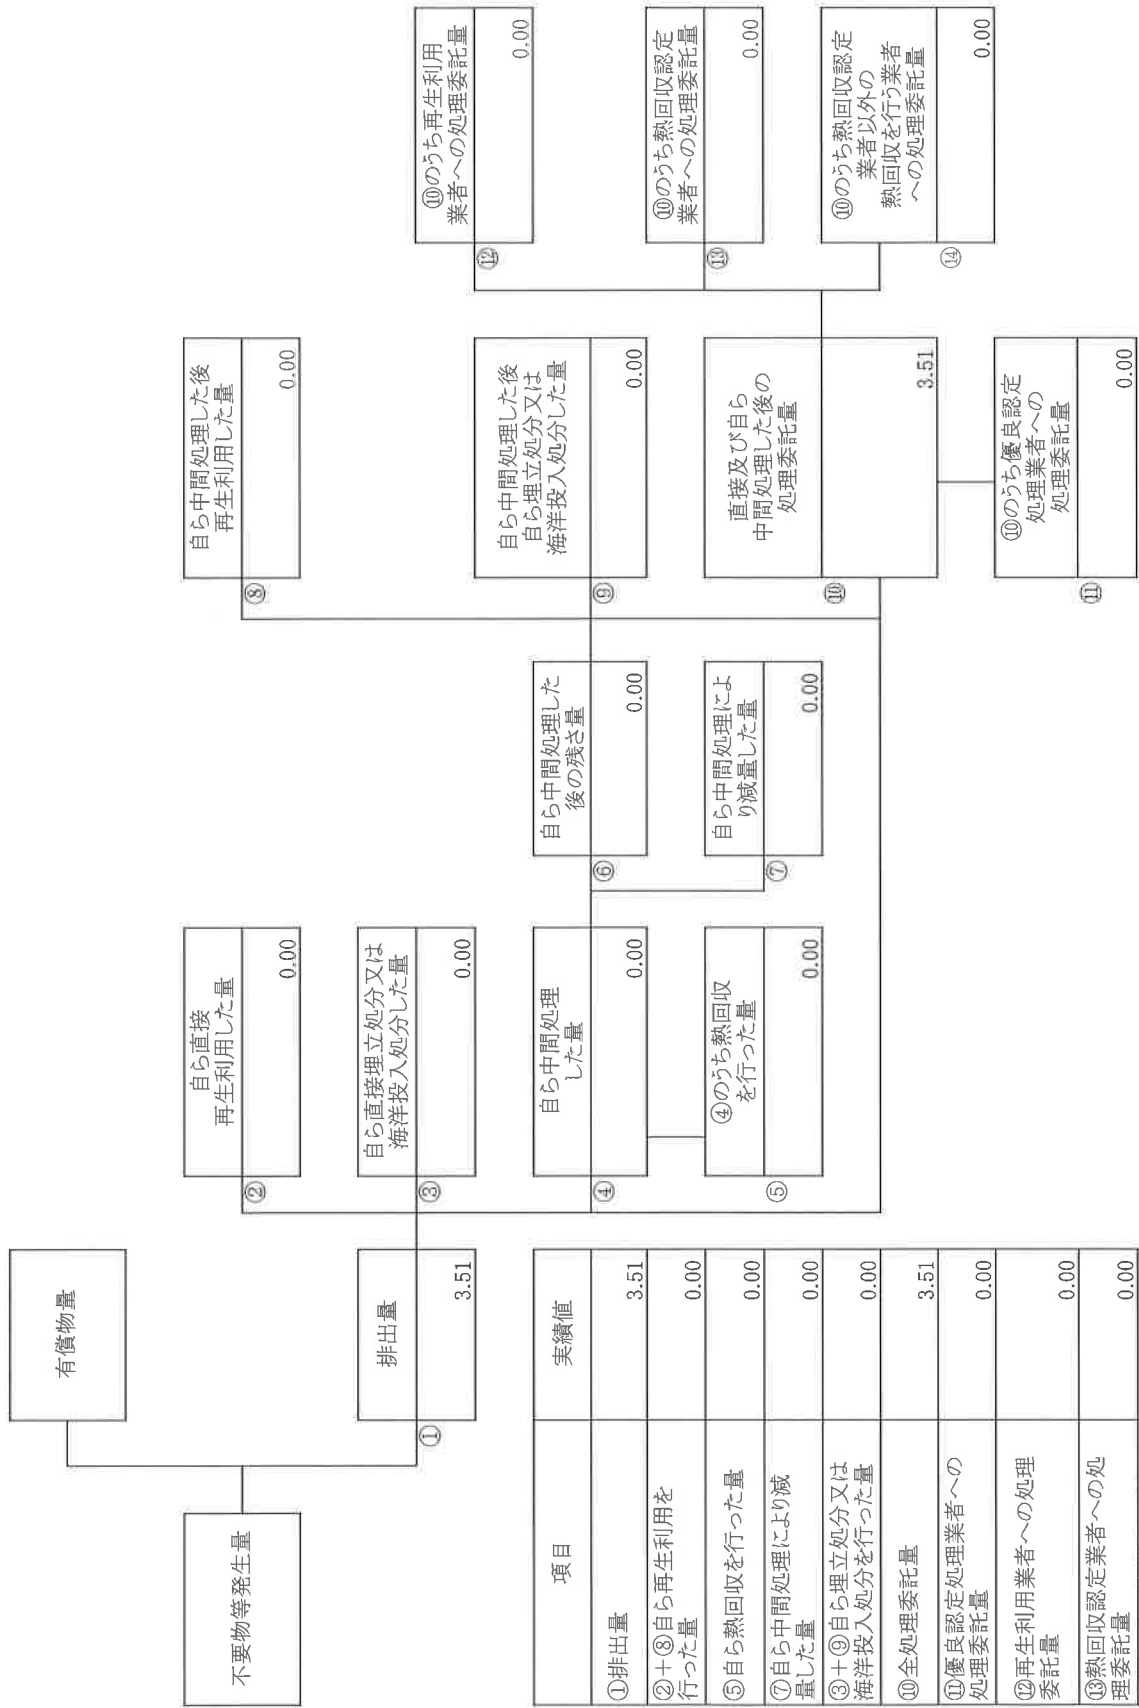 不要物等発生量
有償物量
①
排出量
3.51
②
自ら直接
再生利用した量
0.00
③
自ら直接埋立処分又は
海洋投入処分した量
0.00
④
自ら中間処理
した量
0.00
⑤
④のうち熱回収
を行った量
0.00
⑥
自ら中間処理した
後の残さ量
0.00
⑦
自ら中間処理によ
り減量した量
0.00
⑧
自ら中間処理した後
再生利用した量
0.00
⑨
自ら中間処理した後
自ら埋立処分又は
海洋投入処分した量
0.00
⑩
直接及び自ら
中間処理した後の
処理委託量
3.51
⑪
⑩のうち優良認定
処理業者への
処理委託量
0.00
⑫
⑩のうち再生利用
業者への処理委託量
0.00
⑬
⑩のうち熱回収認定
業者への処理委託量
0.00
⑭
⑩のうち熱回収認定
業者以外の
熱回収を行う業者
への処理委託量
0.00
項目 実績値
①排出量 3.51
②+⑧自ら再生利用を
行った量 0.00
⑤自ら熱回収を行った量 0.00
⑦自ら中間処理により減
量した量 0.00
③+⑨自ら埋立処分又は
海洋投入処分を行った量 0.00
⑩全処理委託量 3.51
⑪優良認定処理業者への
処理委託量 0.00
⑫再生利用業者への処理
委託量 0.00
⑬熱回収認定業者への処
理委託量 0.00